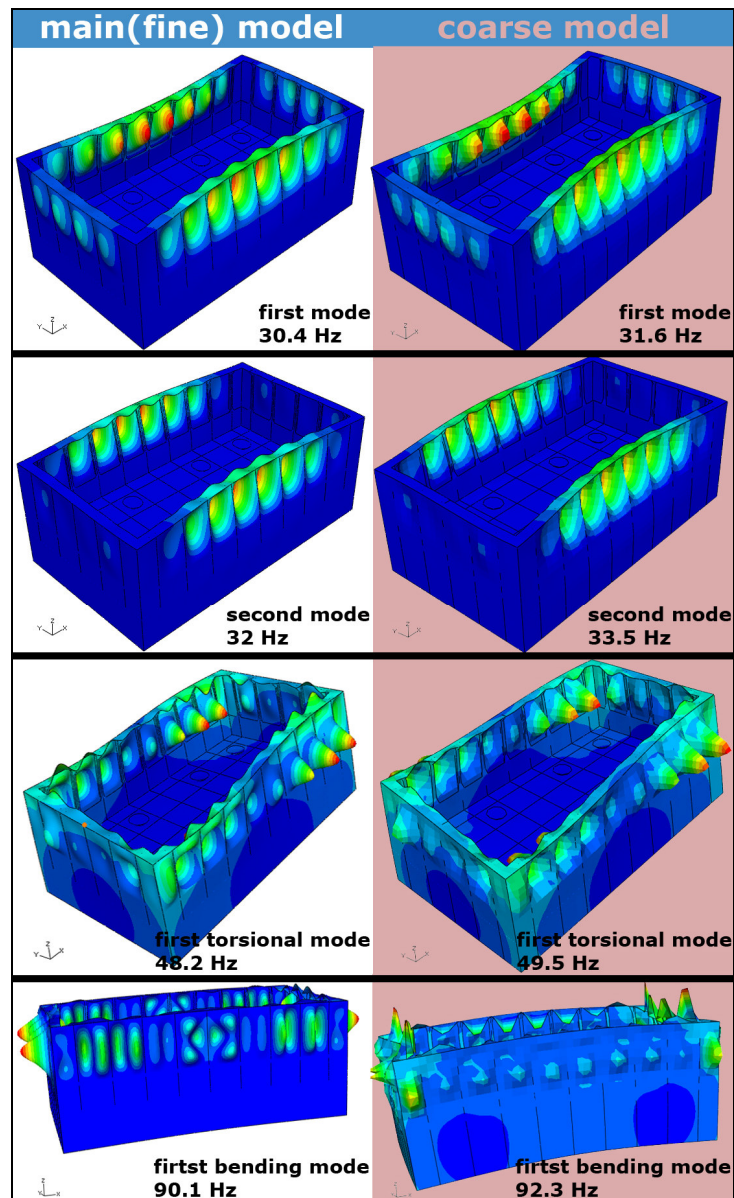 main(fine) model
coarse model
first mode
30.4 Hz
first mode
31.6 Hz
second mode
32 Hz
second mode
33.5 Hz
first torsional mode
48.2 Hz
first torsional mode
49.5 Hz
firtst bending mode
90.1 Hz
firtst bending mode
92.3 Hz